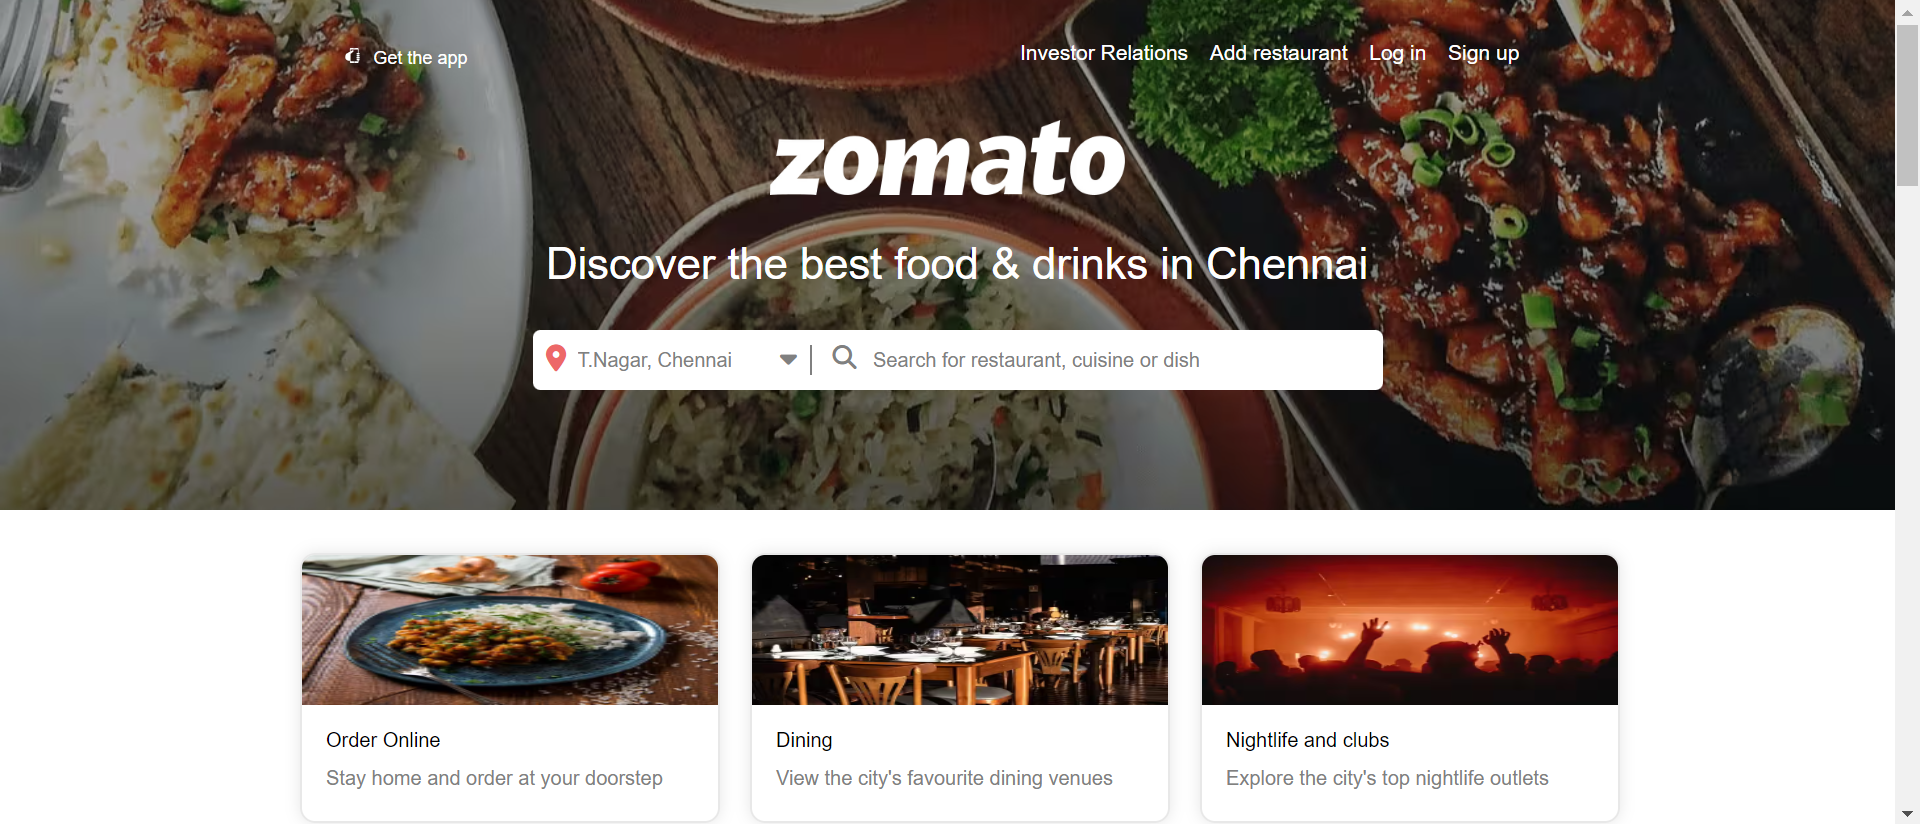 Get the app
Investor Relations Add restaurant Log in Sign up
zomato
Discover the best food & drinks in Chennai
T.Nagar, Chennai
Search for restaurant, cuisine or dish
Order Online
Stay home and order at your doorstep
Dining
View the city's favourite dining venues
Nightlife and clubs
Explore the city's top nightlife outlets